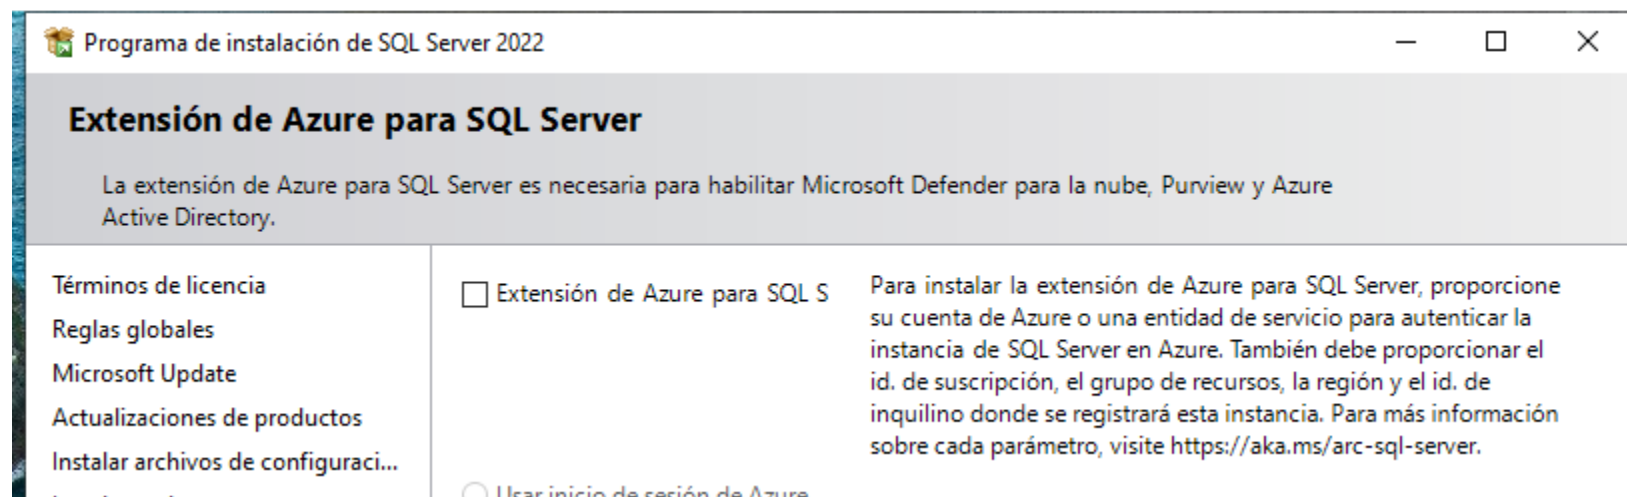 Programa de instalación de SQL Server 2022
Extensión de Azure para SQL Server
La extensión de Azure para SQL Server es necesaria para habilitar Microsoft Defender para la nube, Purview y Azure
Active Directory.
Términos de licencia
Reglas globales
Microsoft Update
Actualizaciones de productos
Instalar archivos de configuraci...
Extensión de Azure para SQL S
Para instalar la extensión de Azure para SQL Server, proporcione
su cuenta de Azure o una entidad de servicio para autenticar la
instancia de SQL Server en Azure. También debe proporcionar el
id. de suscripción, el grupo de recursos, la región y el id. de
inquilino donde se registrará esta instancia. Para más información
sobre cada parámetro, visite https://aka.ms/arc-sql-server.
Usar inicio de sesión de Azure